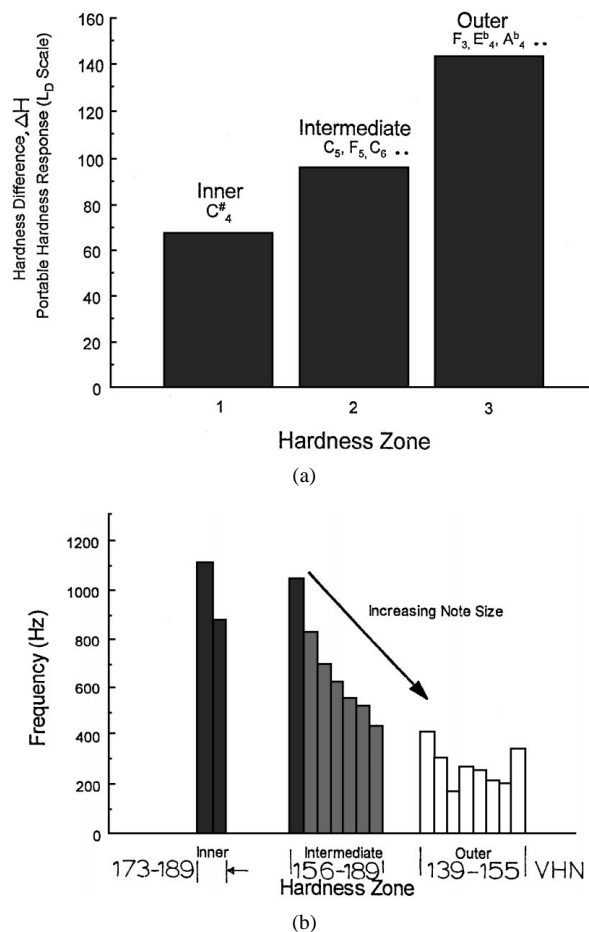 Hardness Difference, ΔH
Portable Hardness Response (L_D Scale)
160
140
120
100
80
60
40
20
0
Inner
C#4
Intermediate
C5, F5, C6 ..
Outer
F3, Eb4, Ab4 ..
1 2 3
Hardness Zone
(a)
Frequency (Hz)
1200
1000
800
600
400
200
0
Increasing Note Size
Inner Intermediate Outer
173-189 156-189 139-155 VHN
Hardness Zone
(b)